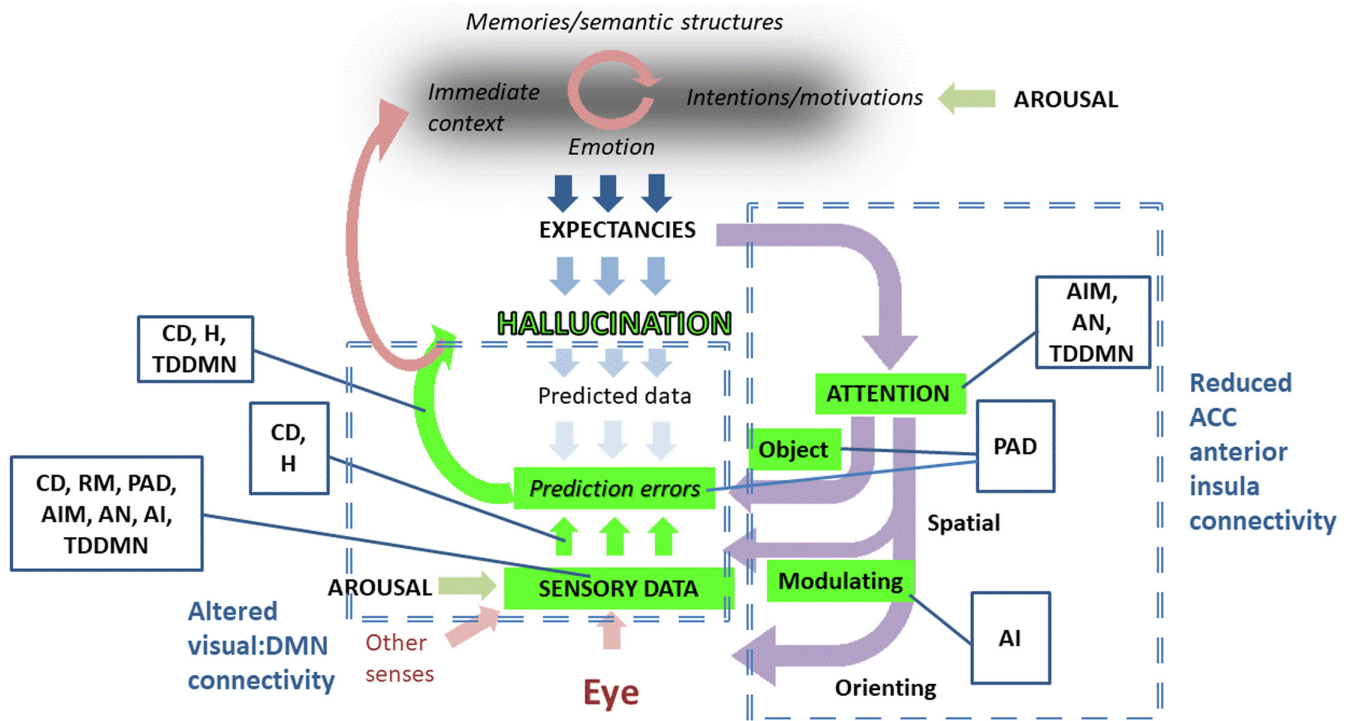 Memories/semantic structures
Immediate
context
Intentions/motivations
AROUSAL
Emotion
EXPECTANCIES
HALLUCINATION
CD, H,
TDDMN
AIM,
AN,
TDDMN
Predicted data
ATTENTION
Reduced
ACC
anterior
insula
connectivity
CD,
H
Object
PAD
CD, RM, PAD,
AIM, AN, AI,
TDDMN
Prediction errors
Spatial
AROUSAL
SENSORY DATA
Modulating
Altered
visual:DMN
connectivity
Other
senses
Eye
AI
Orienting